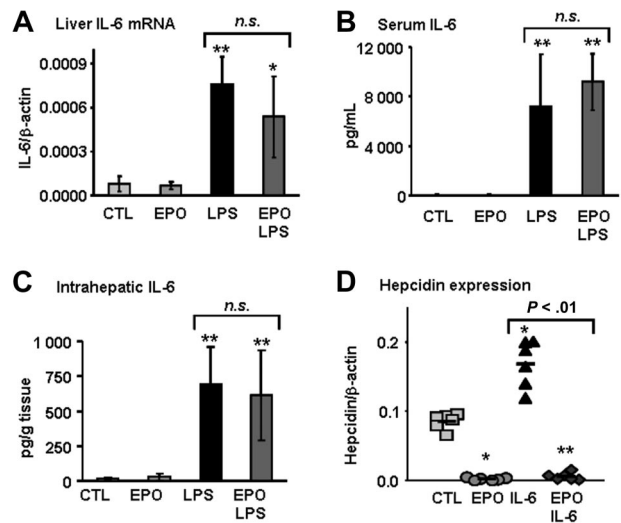 A Liver IL-6 mRNA
n.s.
**
*
0.0009
0.0006
0.0003
0.0000
IL-6/β-actin
CTL EPO LPS EPO
LPS
B Serum IL-6
n.s.
**
**
12 000
8 000
4 000
0
pg/mL
CTL EPO LPS EPO
LPS
C Intrahepatic IL-6
n.s.
**
**
1 000
750
500
250
0
pg/g tissue
CTL EPO LPS EPO
LPS
D Hepcidin expression
P < .01
*
0.2
0.1
0.0
*
**
Hepcidin/β-actin
CTL EPO IL-6 EPO
IL-6